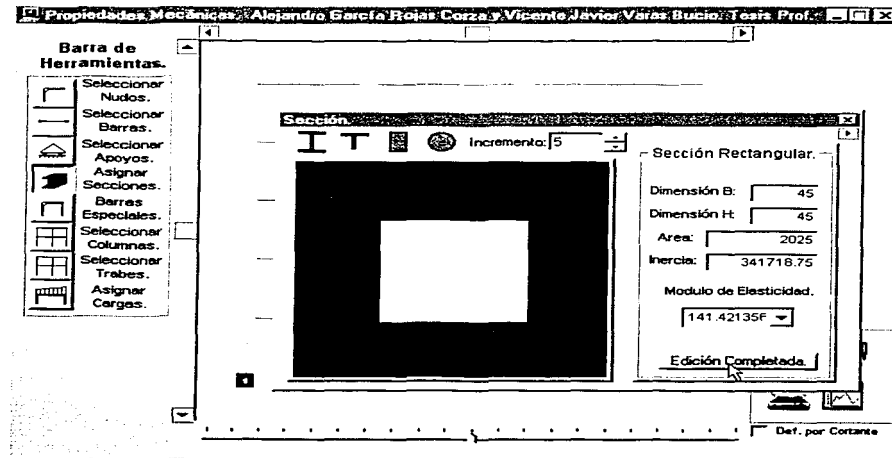 Propiedades Mecánicas. Alejandro García Rojas Corza y Vicente Javier Varas Bucio. Tesis Prof.
Barra de
Herramientas.
Seleccionar
Nudos.
Seleccionar
Barras.
Seleccionar
Apoyos.
Asignar
Secciones.
Barras
Especiales.
Seleccionar
Columnas.
Seleccionar
Trabes.
Asignar
Cargas.
Sección.
Incremento: 5
Sección Rectangular.
Dimensión B: 45
Dimensión H: 45
Area: 2025
Inercia: 341718.75
Modulo de Elasticidad.
141.42135F
Edición Completada.
Def. por Cortante